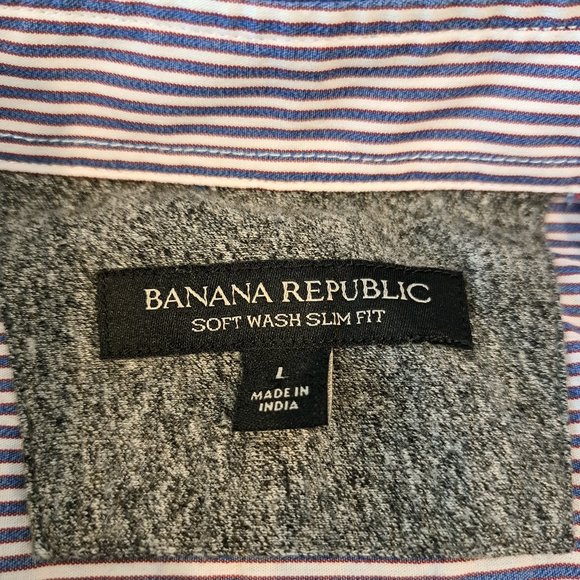 BANANA REPUBLIC
SOFT WASH SLIM FIT
L
MADE IN
INDIA